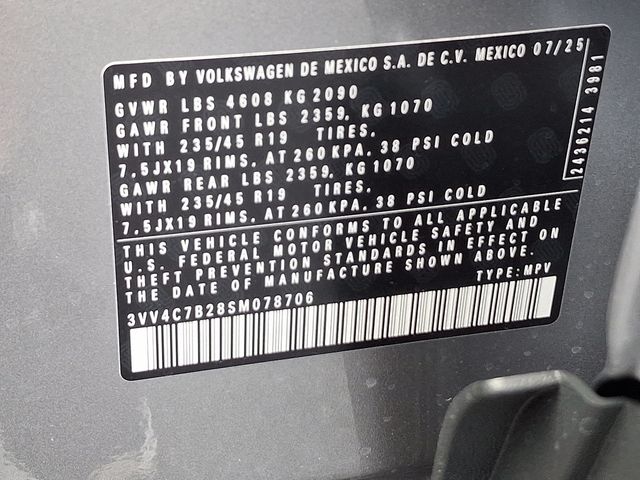 MFD BY VOLKSWAGEN DE MEXICO S.A. DE C.V. MEXICO 07/25
GVWR LBS 4608 KG 2090
GAWR FRONT LBS 2359, KG 1070
WITH 235/45 R19 TIRES,
7,5JX19 RIMS, AT 260 KPA, 38 PSI COLD
GAWR REAR LBS 2359, KG 1070
WITH 235/45 R19 TIRES,
7,5JX19 RIMS, AT 260 KPA, 38 PSI COLD
2436214 3981
THIS VEHICLE CONFORMS TO ALL APPLICABLE
U.S. FEDERAL MOTOR VEHICLE SAFETY AND
THEFT PREVENTION STANDARDS IN EFFECT ON
THE DATE OF MANUFACTURE SHOWN ABOVE.
TYPE: MPV
3VV4C7B28SM078706